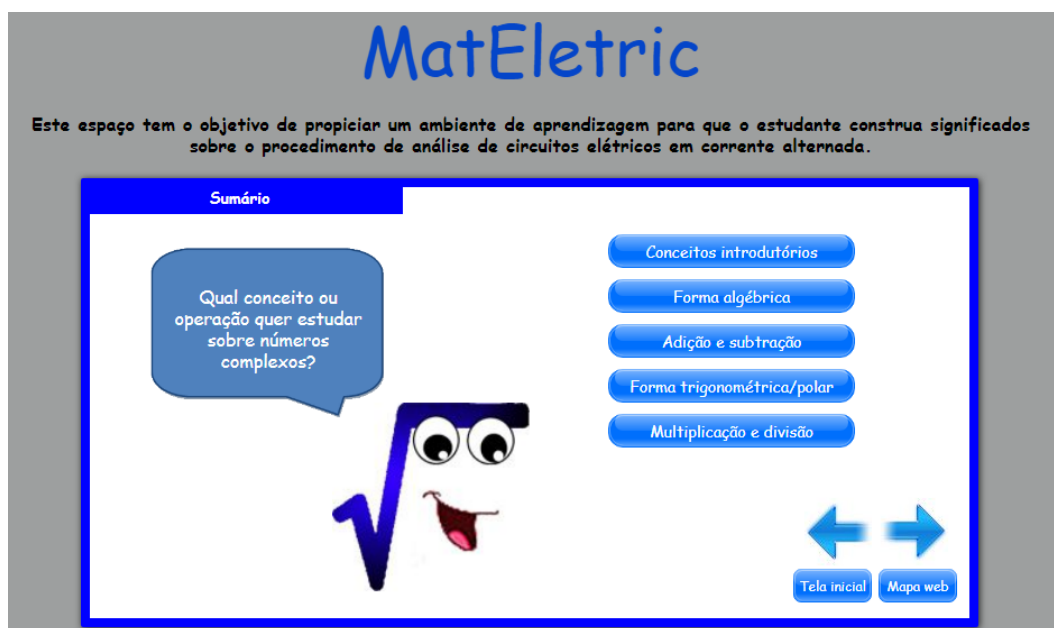 MatEletric
Este espaço tem o objetivo de propiciar um ambiente de aprendizagem para que o estudante construa significados
sobre o procedimento de análise de circuitos elétricos em corrente alternada.
Sumário
Qual conceito ou
operação quer estudar
sobre números
complexos?
Conceitos introdutórios
Forma algébrica
Adição e subtração
Forma trigonométrica/polar
Multiplicação e divisão
Tela inicial
Mapa web